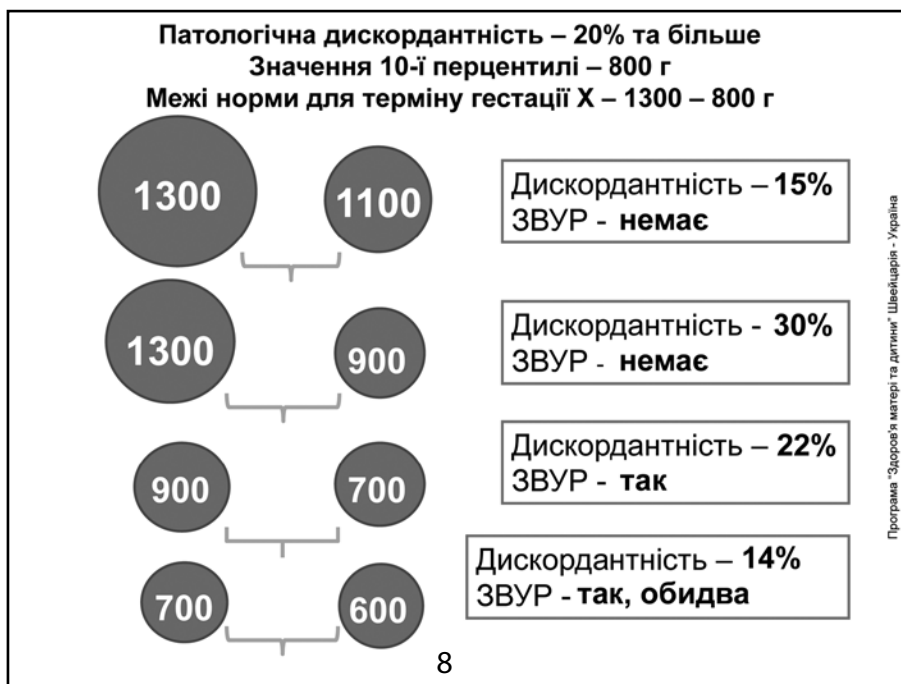 Патологічна дискордантність – 20% та більше
Значення 10-ї перцентилі – 800 г
Межі норми для терміну гестації Х – 1300 – 800 г
1300
1100
Дискордантність – 15%
ЗВУР - немає
1300
900
Дискордантність - 30%
ЗВУР - немає
900
700
Дискордантність – 22%
ЗВУР - так
700
600
Дискордантність – 14%
ЗВУР - так, обидва
8
Програма "Здоров'я матері та дитини" Швейцарія - Україна